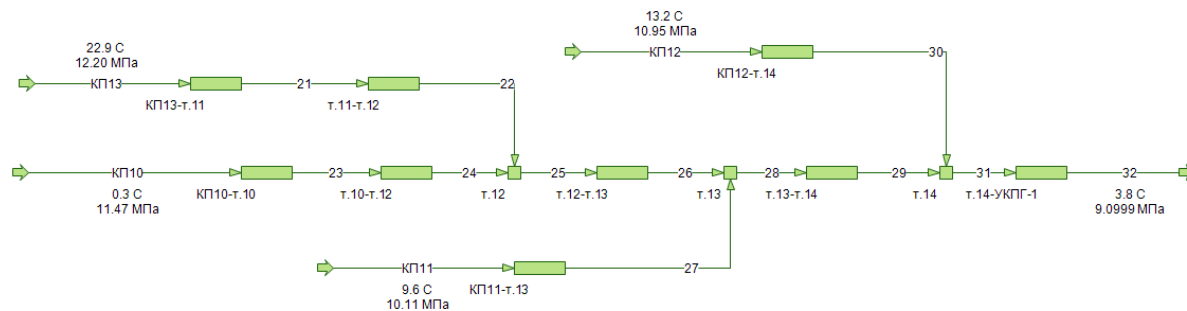 13.2 C
10.95 МПа
КП12
30
КП12-т.14
22.9 C
12.20 МПа
КП13
21
22
КП13-т.11
т.11-т.12
КП10
23
24
25
26
28
29
31
32
0.3 C
11.47 МПа
КП10-т.10
т.10-т.12
т.12
т.12-т.13
т.13
т.13-т.14
т.14
т.14-УКПГ-1
3.8 C
9.0999 МПа
КП11
27
9.6 C
10.11 МПа
КП11-т.13